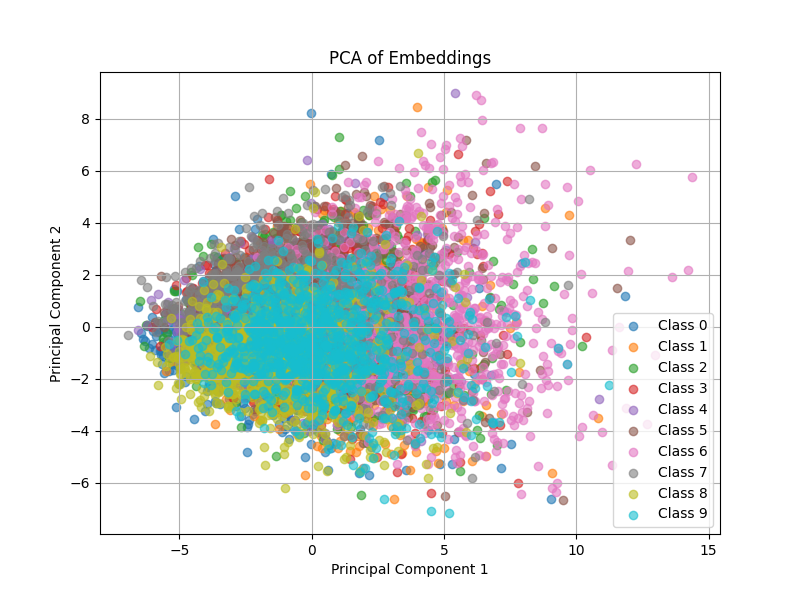 PCA of Embeddings
Principal Component 2
8
6
4
2
0
−2
−4
−6
−5
0
5
10
15
Principal Component 1
Class 0
Class 1
Class 2
Class 3
Class 4
Class 5
Class 6
Class 7
Class 8
Class 9